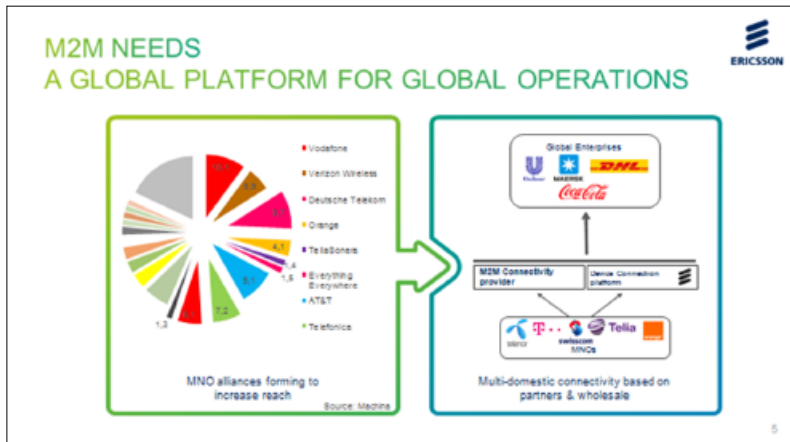 M2M NEEDS
A GLOBAL PLATFORM FOR GLOBAL OPERATIONS
ERICSSON
Vodafone
Verizon Wireless
Deutsche Telekom
Orange
TeliaSonera
Everything
Everywhere
AT&T
Telefonica
4,1
1,4
1,5
7,2
1,3
MNO alliances forming to
increase reach
Source: Machina
Global Enterprises
Unilever
MAERSK
DHL
Coca-Cola
M2M Connectivity
provider
Device Connection
platform
telenor
T
swisscom
Telia
orange
MNOs
Multi-domestic connectivity based on
partners & wholesale
5